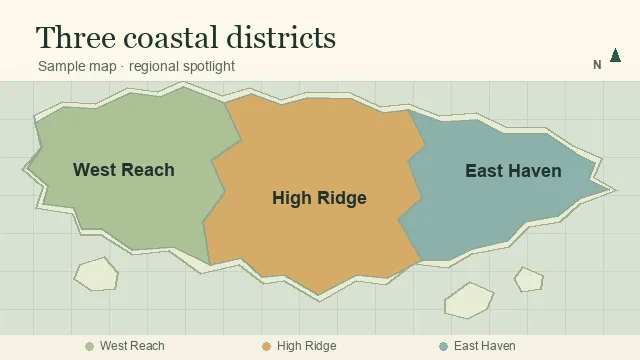 Three coastal districts
Sample map · regional spotlight
N
West Reach
High Ridge
East Haven
West Reach
High Ridge
East Haven